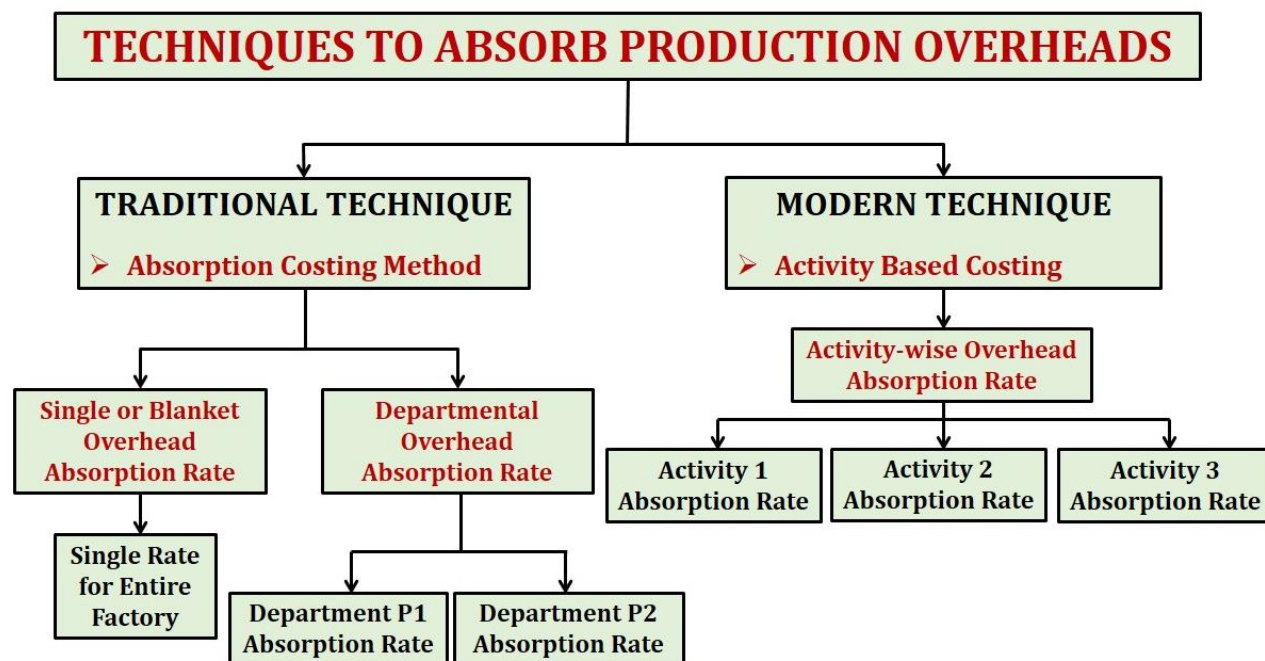 TECHNIQUES TO ABSORB PRODUCTION OVERHEADS
TRADITIONAL TECHNIQUE
➢ Absorption Costing Method
MODERN TECHNIQUE
➢ Activity Based Costing
Single or Blanket
Overhead
Absorption Rate
Departmental
Overhead
Absorption Rate
Activity-wise Overhead
Absorption Rate
Single Rate
for Entire
Factory
Department P1
Absorption Rate
Department P2
Absorption Rate
Activity 1
Absorption Rate
Activity 2
Absorption Rate
Activity 3
Absorption Rate